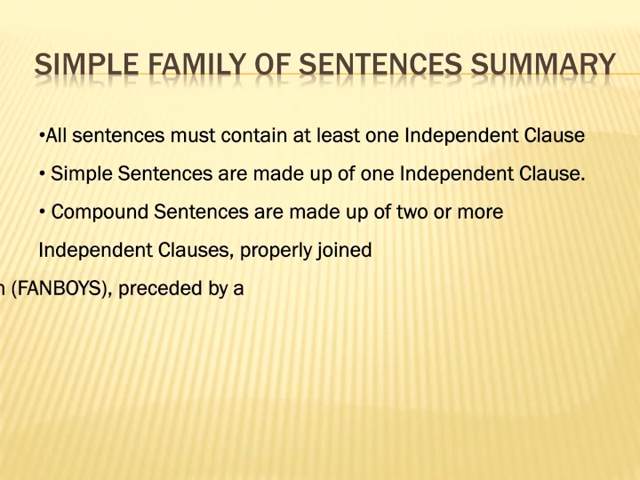 SIMPLE FAMILY OF SENTENCES SUMMARY
•All sentences must contain at least one Independent Clause
• Simple Sentences are made up of one Independent Clause.
• Compound Sentences are made up of two or more
Independent Clauses, properly joined
(FANBOYS), preceded by a